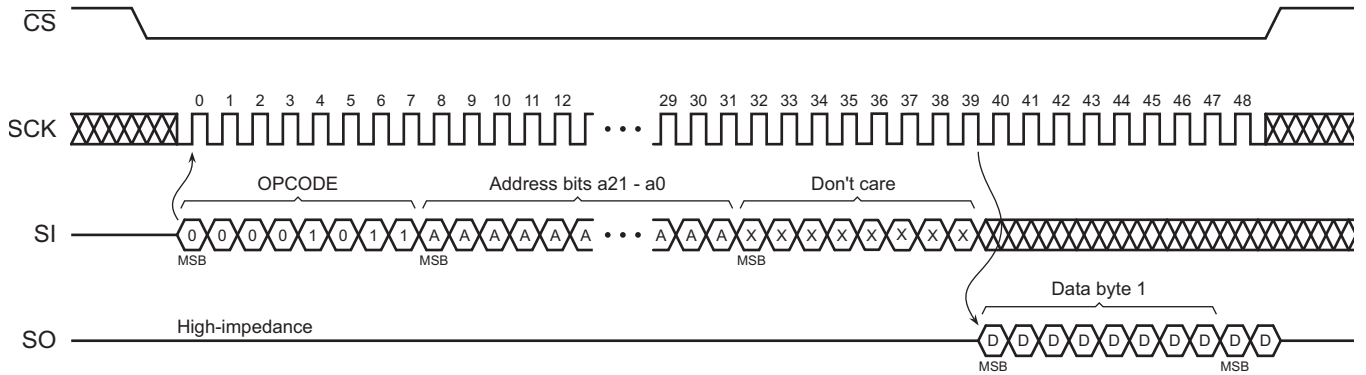 CS
0 1 2 3 4 5 6 7 8 9 10 11 12 29 30 31 32 33 34 35 36 37 38 39 40 41 42 43 44 45 46 47 48
SCK • • •
OPCODE Address bits a21 - a0 Don't care
SI 0 0 0 0 1 0 1 1 A A A A A A • • • A A A X X X X X X X X
MSB MSB MSB
Data byte 1
High-impedance
SO D D D D D D D D D D
MSB MSB